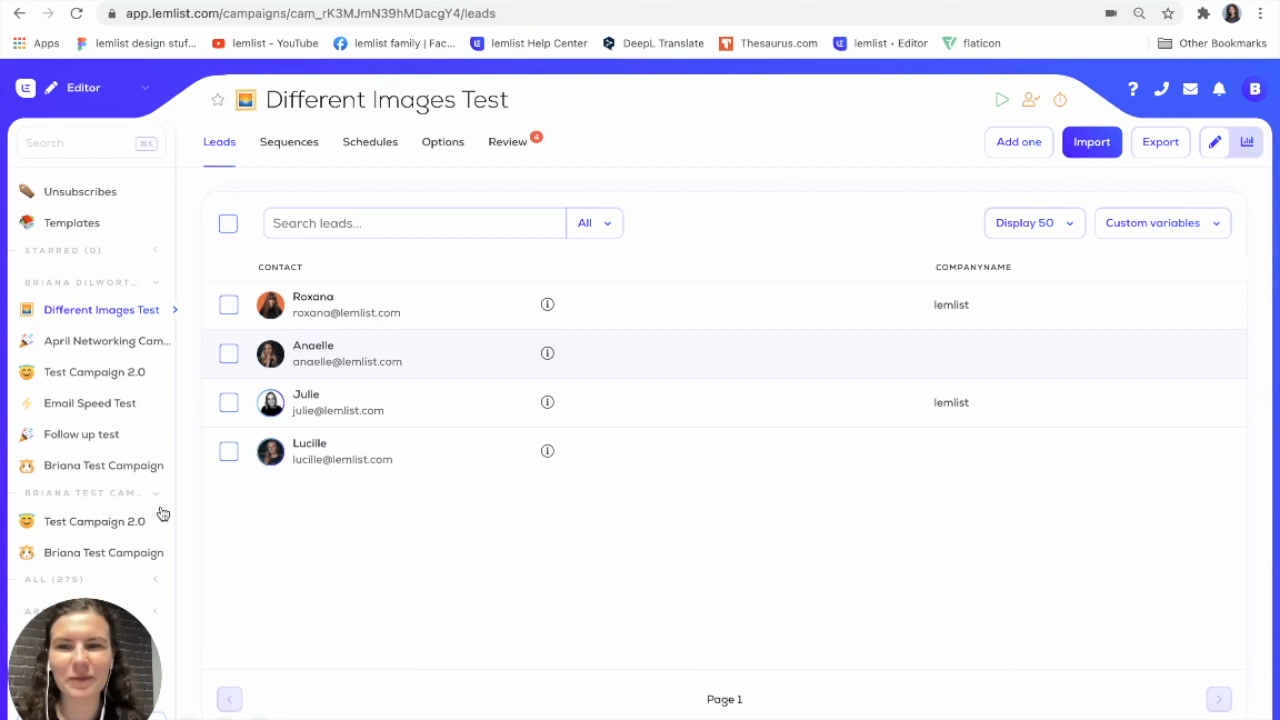 app.lemlist.com/campaigns/cam_rK3MJmN39hMDacgY4/leads
Apps lemlist design stuf... lemlist - YouTube lemlist family | Fac... lemlist Help Center DeepL Translate Thesaurus.com lemlist • Editor flaticon Other Bookmarks
Editor
Different Images Test
? B
Search ⌘K
Leads Sequences Schedules Options Review 4
Add one Import Export
Unsubscribes
Templates
STARRED (0)
BRIANA DILWORT...
Different Images Test
April Networking Cam...
Test Campaign 2.0
Email Speed Test
Follow up test
Briana Test Campaign
BRIANA TEST CAM...
Test Campaign 2.0
Briana Test Campaign
ALL (275)
Search leads... All Display 50 Custom variables
CONTACT COMPANYNAME
Roxana
roxana@lemlist.com lemlist
Anaelle
anaelle@lemlist.com
Julie
julie@lemlist.com lemlist
Lucille
lucille@lemlist.com
Page 1